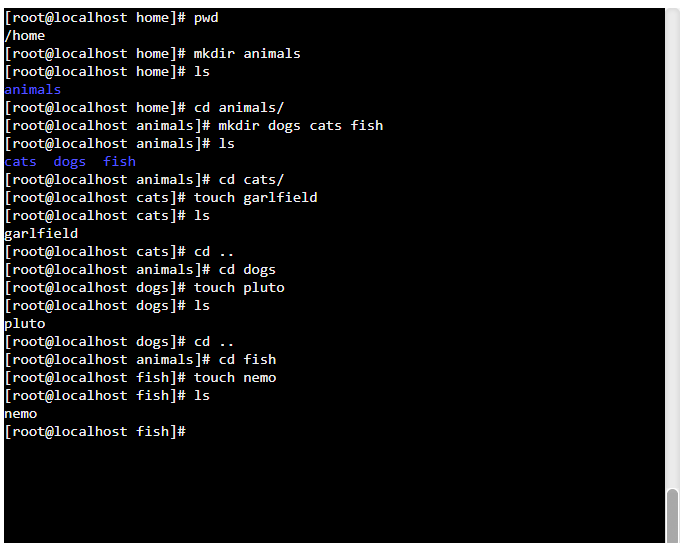 [root@localhost home]# pwd
/home
[root@localhost home]# mkdir animals
[root@localhost home]# ls
animals
[root@localhost home]# cd animals/
[root@localhost animals]# mkdir dogs cats fish
[root@localhost animals]# ls
cats  dogs  fish
[root@localhost animals]# cd cats/
[root@localhost cats]# touch garlfield
[root@localhost cats]# ls
garlfield
[root@localhost cats]# cd ..
[root@localhost animals]# cd dogs
[root@localhost dogs]# touch pluto
[root@localhost dogs]# ls
pluto
[root@localhost dogs]# cd ..
[root@localhost animals]# cd fish
[root@localhost fish]# touch nemo
[root@localhost fish]# ls
nemo
[root@localhost fish]#